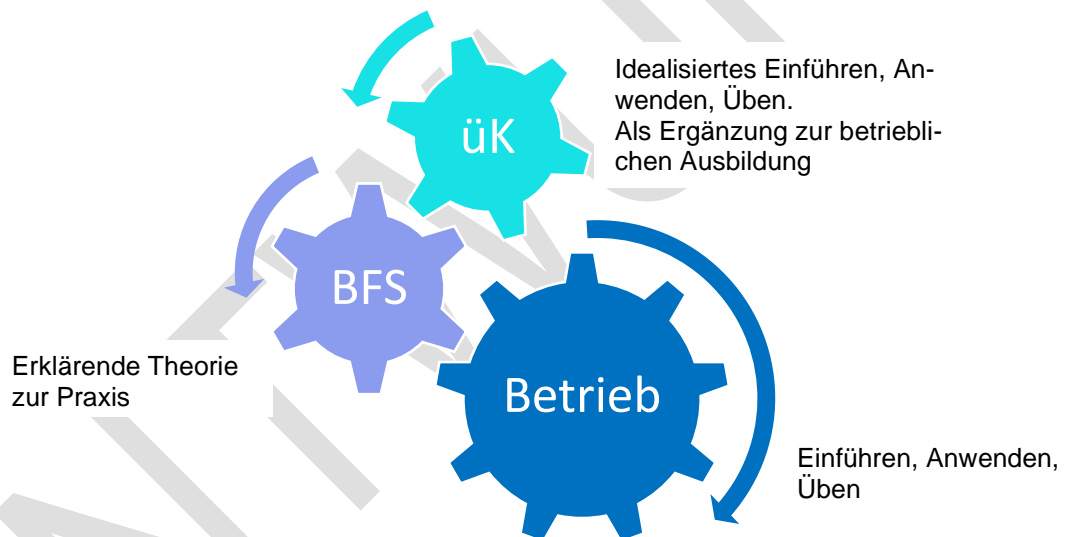 Idealisiertes Einführen, An-
wenden, Üben.
Als Ergänzung zur betriebli-
chen Ausbildung
üK
BFS
Erklärende Theorie
zur Praxis
Betrieb
Einführen, Anwenden,
Üben